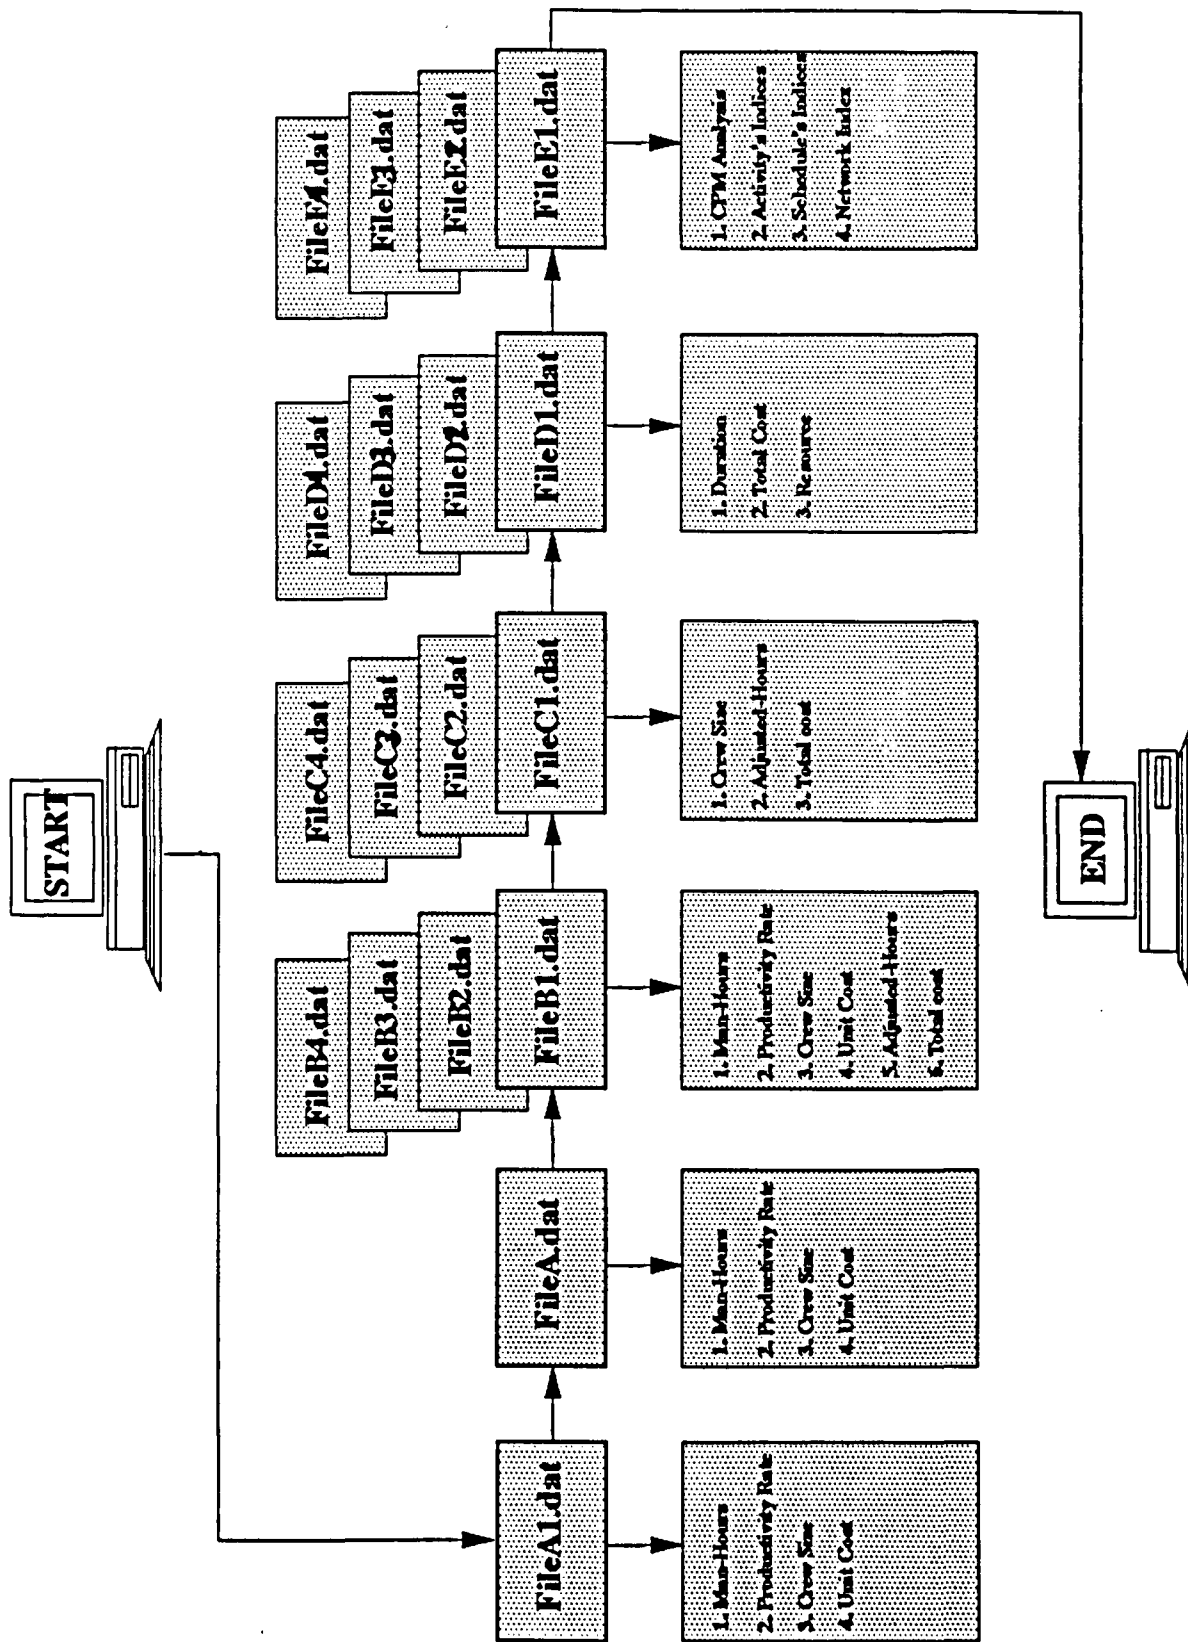 START
FileB4.dat
FileC4.dat
FileD4.dat
FileE4.dat
FileB3.dat
FileC3.dat
FileD3.dat
FileE3.dat
FileB2.dat
FileC2.dat
FileD2.dat
FileE2.dat
FileA1.dat
FileA.dat
FileB1.dat
FileC1.dat
FileD1.dat
FileE1.dat
1. Man-Hours
2. Productivity Rate
3. Crew Size
4. Unit Cost
1. Man-Hours
2. Productivity Rate
3. Crew Size
4. Unit Cost
1. Man-Hours
2. Productivity Rate
3. Crew Size
4. Unit Cost
5. Adjusted-Hours
6. Total cost
1. Crew Size
2. Adjusted-Hours
3. Total cost
1. Duration
2. Total Cost
3. Resource
1. CPM Analysis
2. Activity's Indices
3. Schedule's Indices
4. Network Index
END